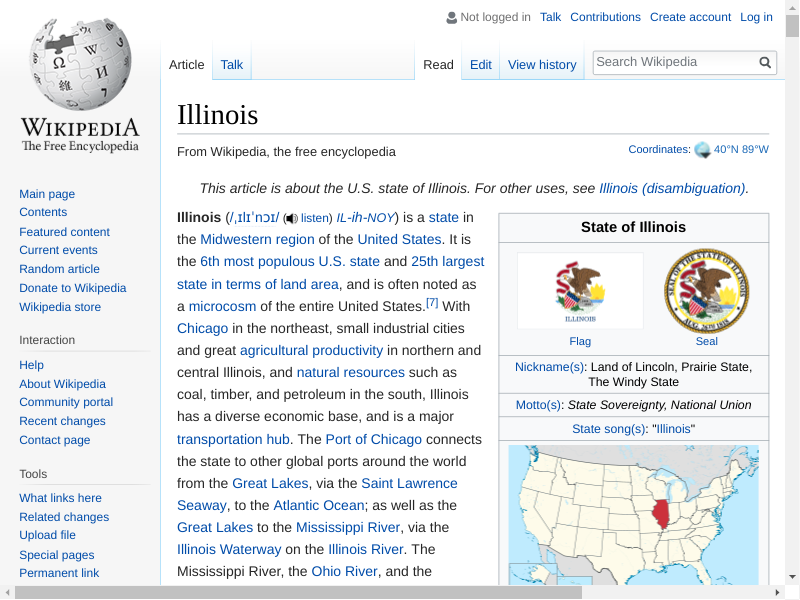 Not logged in Talk Contributions Create account Log in
Article Talk Read Edit View history Search Wikipedia
WIKIPEDIA
The Free Encyclopedia
Main page
Contents
Featured content
Current events
Random article
Donate to Wikipedia
Wikipedia store
Interaction
Help
About Wikipedia
Community portal
Recent changes
Contact page
Tools
What links here
Related changes
Upload file
Special pages
Permanent link
Illinois
From Wikipedia, the free encyclopedia
Coordinates: 40°N 89°W
This article is about the U.S. state of Illinois. For other uses, see Illinois (disambiguation).
Illinois (/ˌɪlɪˈnɔɪ/ (listen) IL-ih-NOY) is a state in
the Midwestern region of the United States. It is
the 6th most populous U.S. state and 25th largest
state in terms of land area, and is often noted as
a microcosm of the entire United States.[7] With
Chicago in the northeast, small industrial cities
and great agricultural productivity in northern and
central Illinois, and natural resources such as
coal, timber, and petroleum in the south, Illinois
has a diverse economic base, and is a major
transportation hub. The Port of Chicago connects
the state to other global ports around the world
from the Great Lakes, via the Saint Lawrence
Seaway, to the Atlantic Ocean; as well as the
Great Lakes to the Mississippi River, via the
Illinois Waterway on the Illinois River. The
Mississippi River, the Ohio River, and the
State of Illinois
ILLINOIS
SEAL OF THE STATE OF ILLINOIS
AUG. 26TH 1818
Flag Seal
Nickname(s): Land of Lincoln, Prairie State,
The Windy State
Motto(s): State Sovereignty, National Union
State song(s): "Illinois"